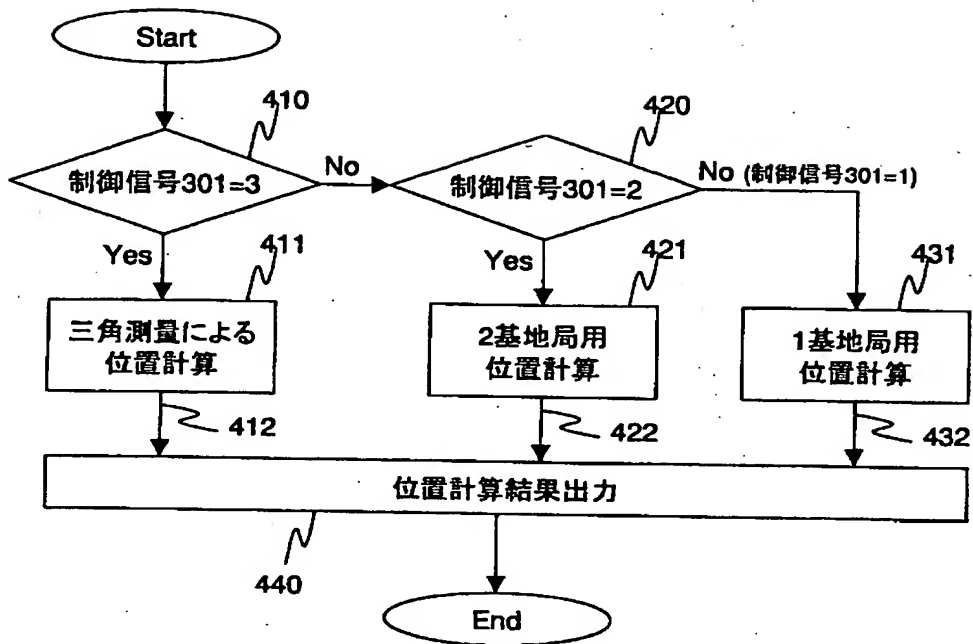 Start
410
420
制御信号301=3
No
制御信号301=2
No (制御信号301=1)
Yes
411
Yes
421
431
三角測量による
位置計算
2基地局用
位置計算
1基地局用
位置計算
412
422
432
位置計算結果出力
440
End